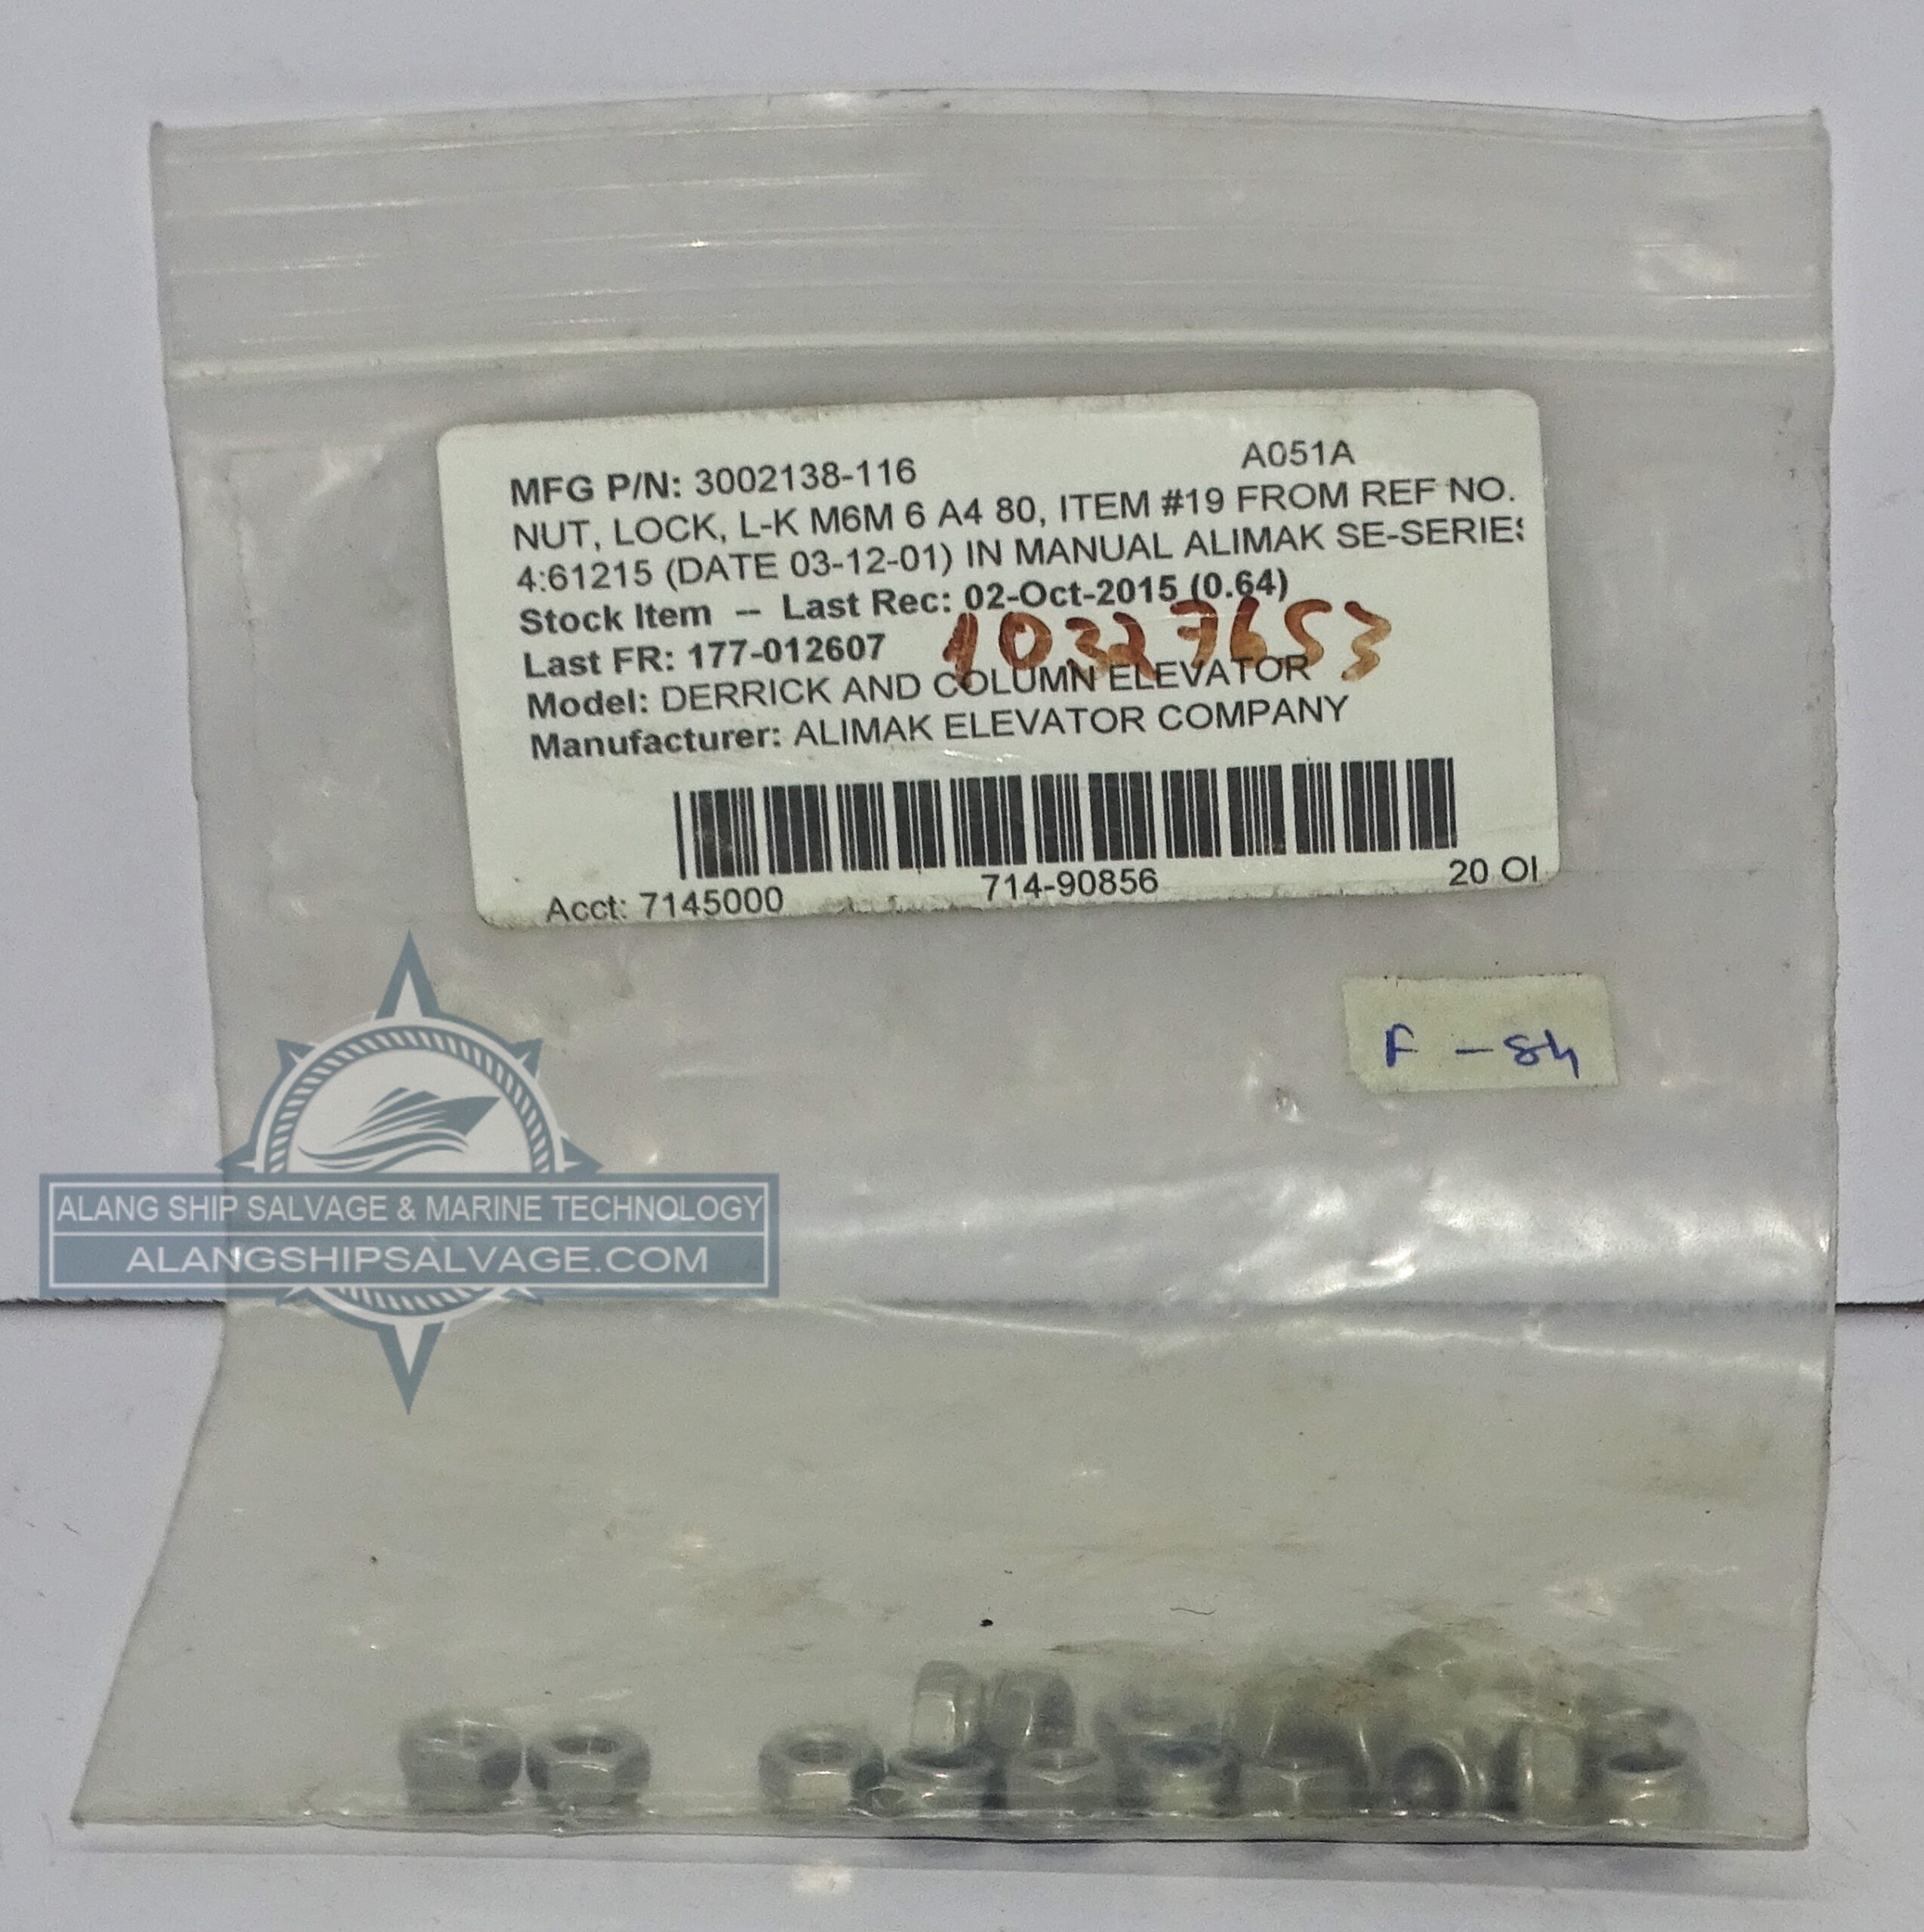 A051A
MFG P/N: 3002138-116
NUT, LOCK, L-K M6M 6 A4 80, ITEM #19 FROM REF NO.
4:61215 (DATE 03-12-01) IN MANUAL ALIMAK SE-SERIES
Stock Item -- Last Rec: 02-Oct-2015 (0.64)
Last FR: 177-012607
10327653
Model: DERRICK AND COLUMN ELEVATOR
Manufacturer: ALIMAK ELEVATOR COMPANY
Acct: 7145000 714-90856 20 OI
F - 84
ALANG SHIP SALVAGE & MARINE TECHNOLOGY
ALANGSHIPSALVAGE.COM